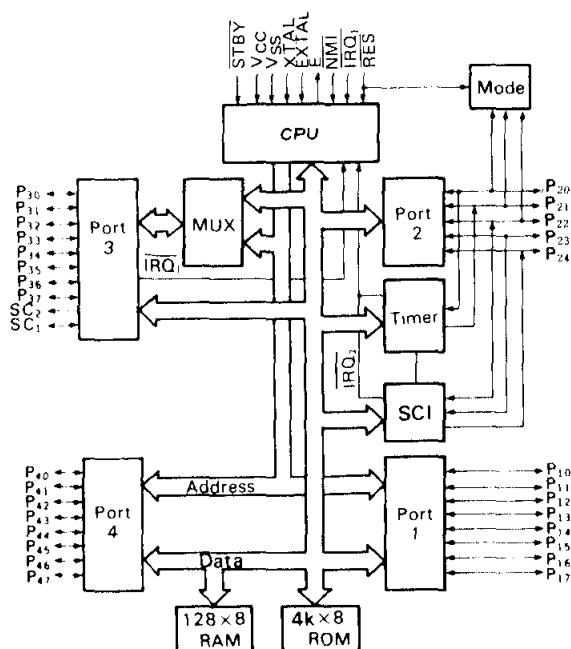 STBY
VCC
VSS
XTAL
EXTAL
E
NMI
IRQ1
RES
Mode
CPU
P30
P31
P32
P33
P34
P35
P36
P37
SC2
SC1
Port
3
MUX
IRQ1
Port
2
P20
P21
P22
P23
P24
Timer
IRQ2
SCI
P40
P41
P42
P43
P44
P45
P46
P47
Port
4
Address
Data
Port
1
P10
P11
P12
P13
P14
P15
P16
P17
128×8
RAM
4k×8
ROM